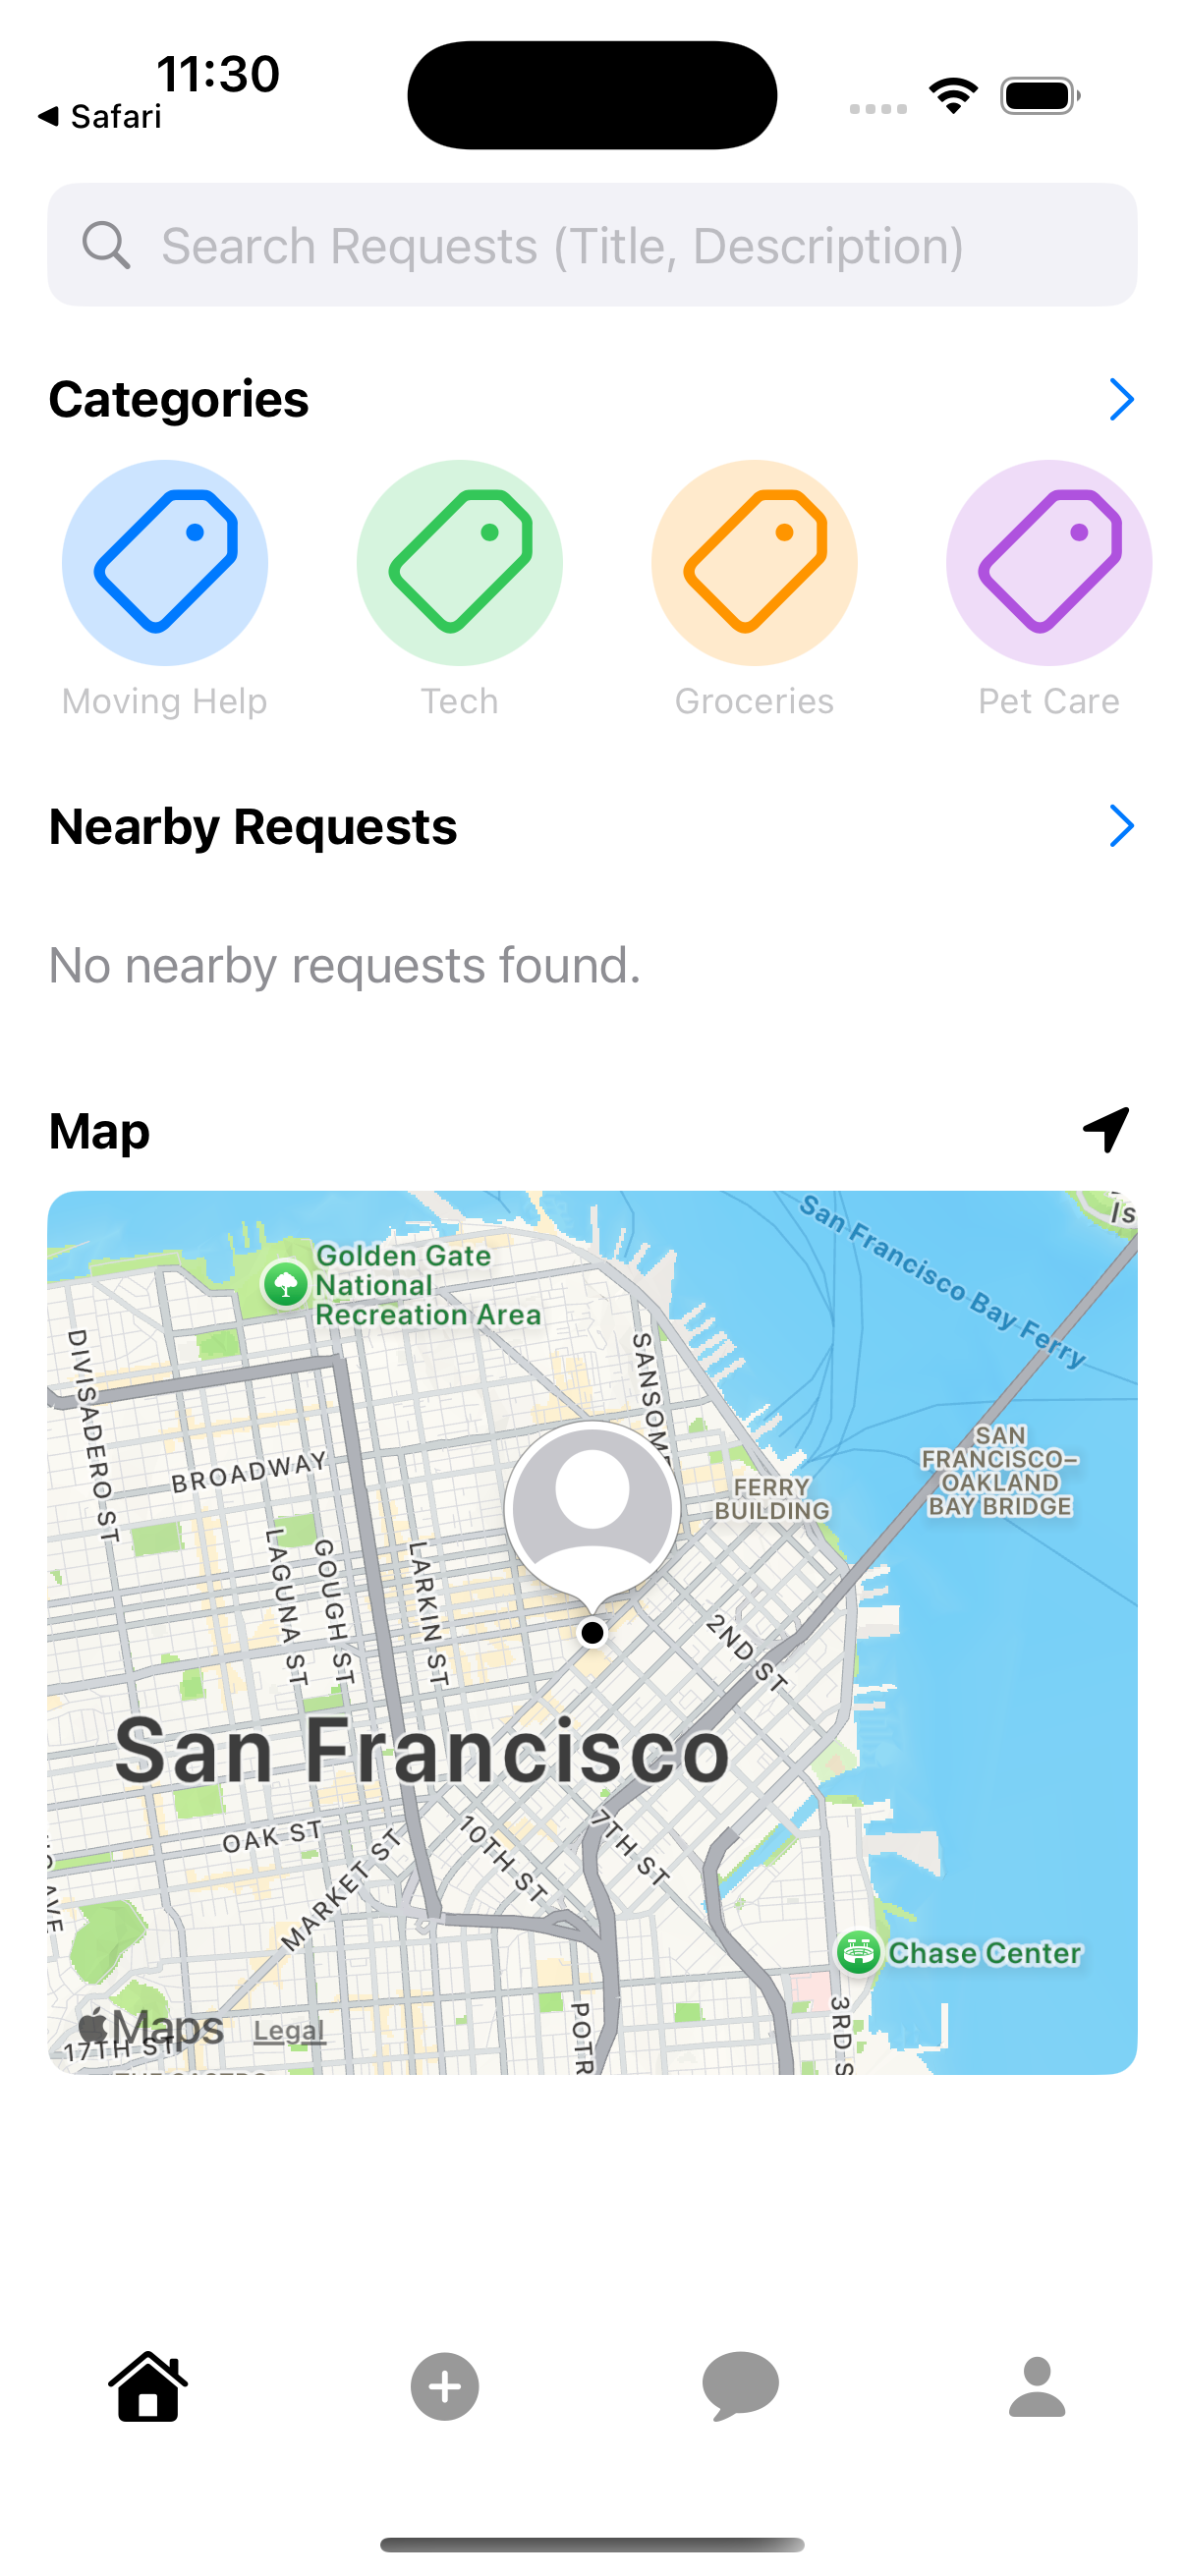 11:30
Safari
Search Requests (Title, Description)
Categories
Moving Help
Tech
Groceries
Pet Care
Nearby Requests
No nearby requests found.
Map
San Francisco Bay Ferry
Is
Golden Gate
National
Recreation Area
DIVISADERO ST
SANSOME
BROADWAY
SAN
FRANCISCO–
OAKLAND
BAY BRIDGE
FERRY
BUILDING
LAGUNA ST
GOUGH ST
LARKIN ST
2ND ST
San Francisco
OAK ST
MARKET ST
10TH ST
7TH ST
AVE
Chase Center
Maps
Legal
17TH ST
POTR
3RD S